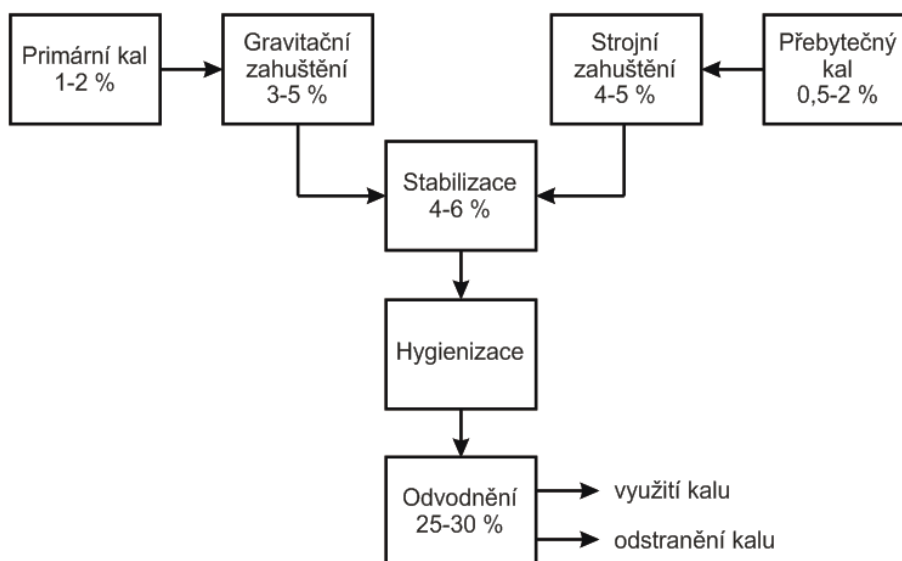 Primární kal
1-2 %
Gravitační
zahuštění
3-5 %
Strojní
zahuštění
4-5 %
Přebytečný
kal
0,5-2 %
Stabilizace
4-6 %
Hygienizace
Odvodnění
25-30 %
využití kalu
odstranění kalu